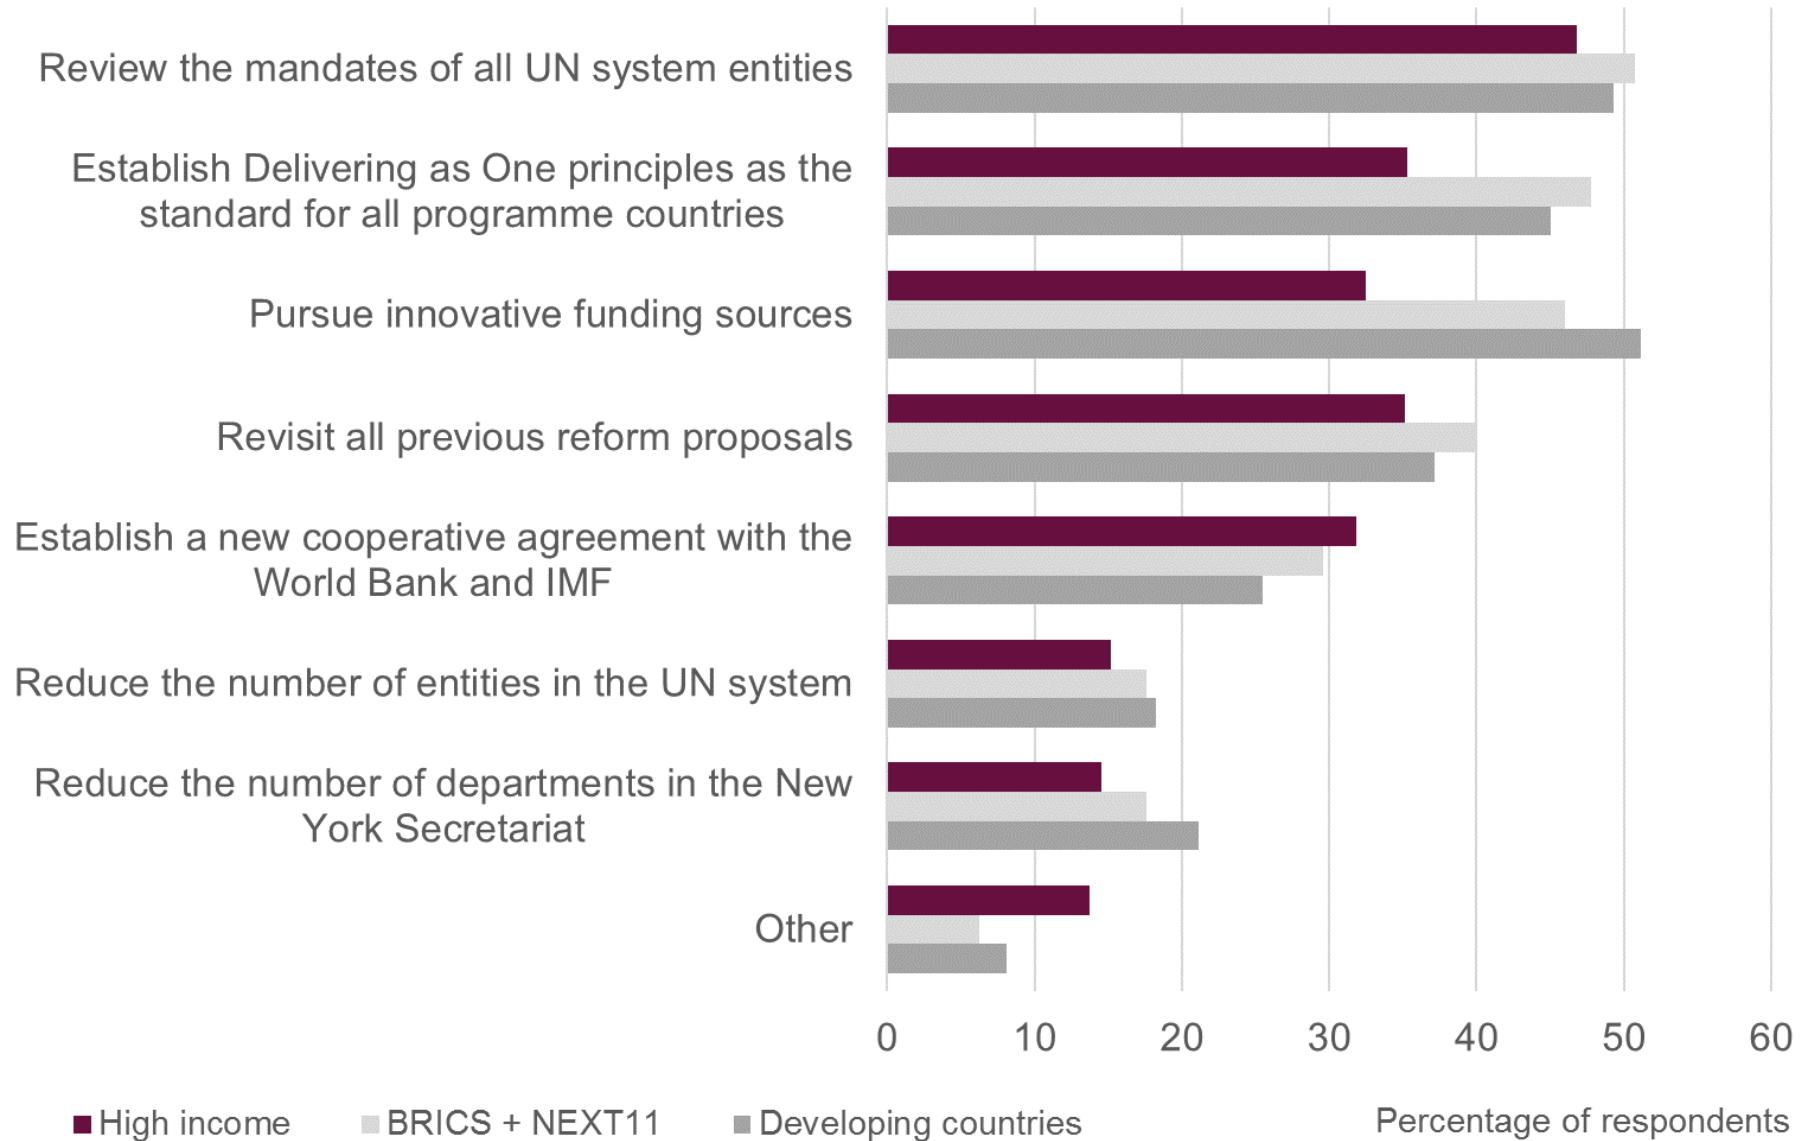 Review the mandates of all UN system entities
Establish Delivering as One principles as the
standard for all programme countries
Pursue innovative funding sources
Revisit all previous reform proposals
Establish a new cooperative agreement with the
World Bank and IMF
Reduce the number of entities in the UN system
Reduce the number of departments in the New
York Secretariat
Other
0 10 20 30 40 50 60
High income BRICS + NEXT11 Developing countries Percentage of respondents